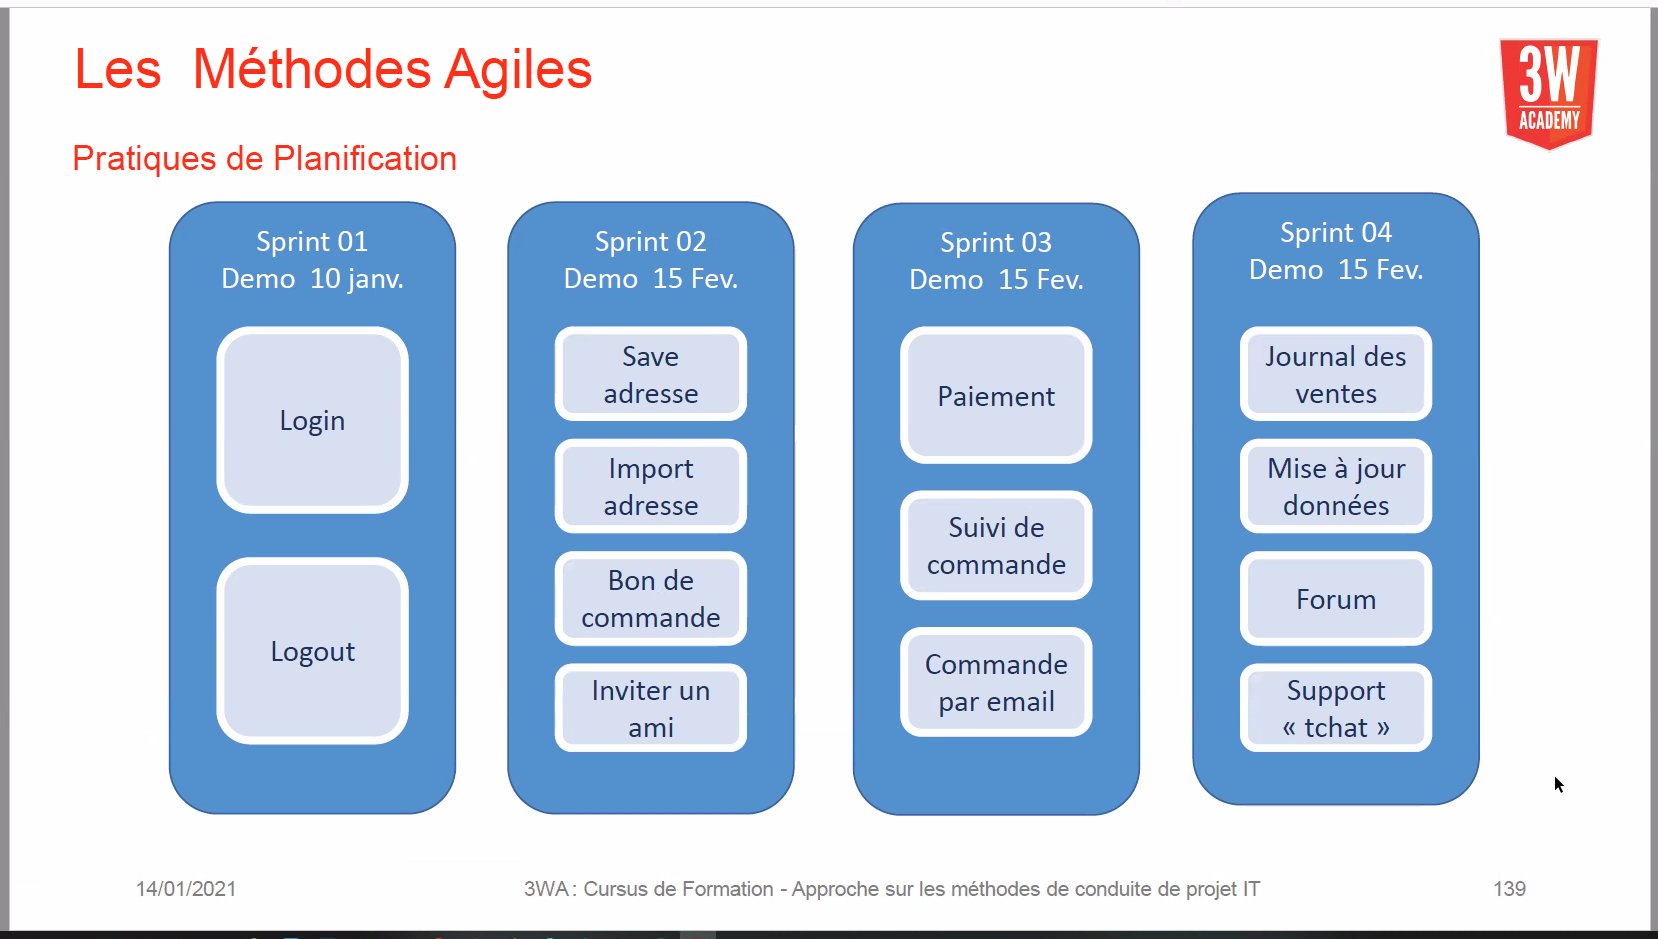 Les  Méthodes Agiles
3W
ACADEMY
Pratiques de Planification
Sprint 01
Demo  10 janv.
Login
Logout
Sprint 02
Demo  15 Fev.
Save
adresse
Import
adresse
Bon de
commande
Inviter un
ami
Sprint 03
Demo  15 Fev.
Paiement
Suivi de
commande
Commande
par email
Sprint 04
Demo  15 Fev.
Journal des
ventes
Mise à jour
données
Forum
Support
« tchat »
14/01/2021
3WA : Cursus de Formation - Approche sur les méthodes de conduite de projet IT
139